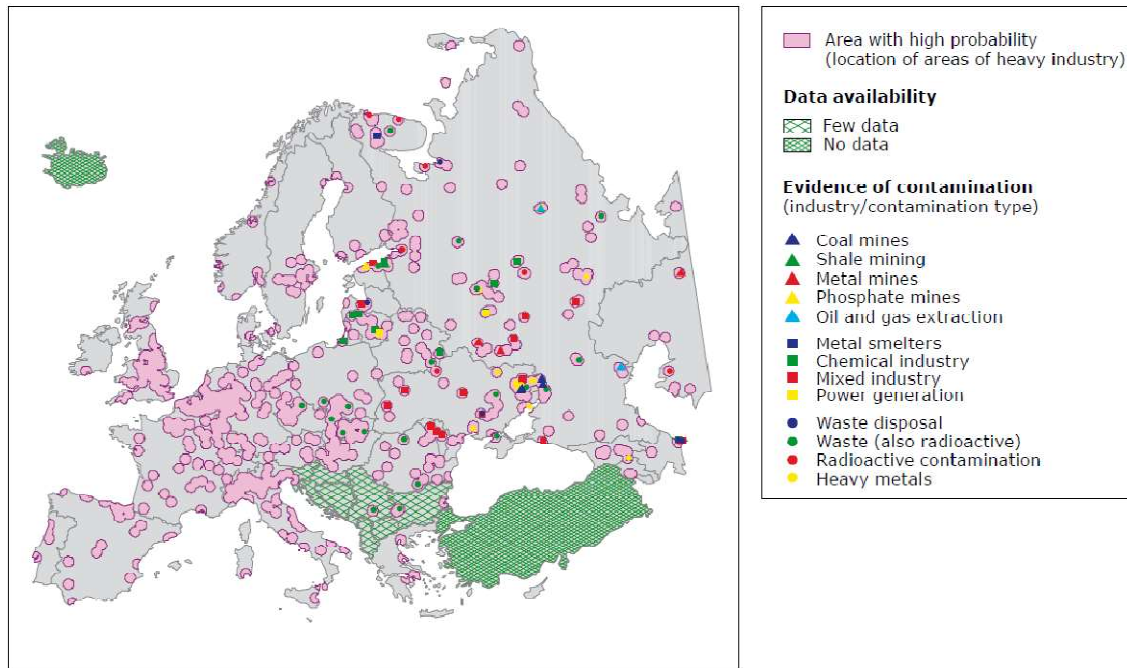 Area with high probability
(location of areas of heavy industry)
Data availability
Few data
No data
Evidence of contamination
(industry/contamination type)
Coal mines
Shale mining
Metal mines
Phosphate mines
Oil and gas extraction
Metal smelters
Chemical industry
Mixed industry
Power generation
Waste disposal
Waste (also radioactive)
Radioactive contamination
Heavy metals